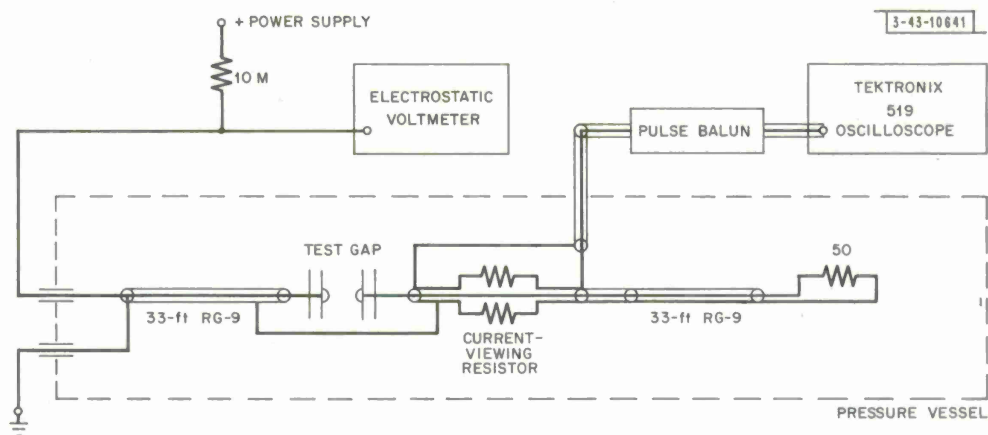 + POWER SUPPLY
3-43-10641
10 M
ELECTROSTATIC
VOLTMETER
PULSE BALUN
TEKTRONIX
519
OSCILLOSCOPE
TEST GAP
50
33-ft RG-9
33-ft RG-9
CURRENT-
VIEWING
RESISTOR
PRESSURE VESSEL